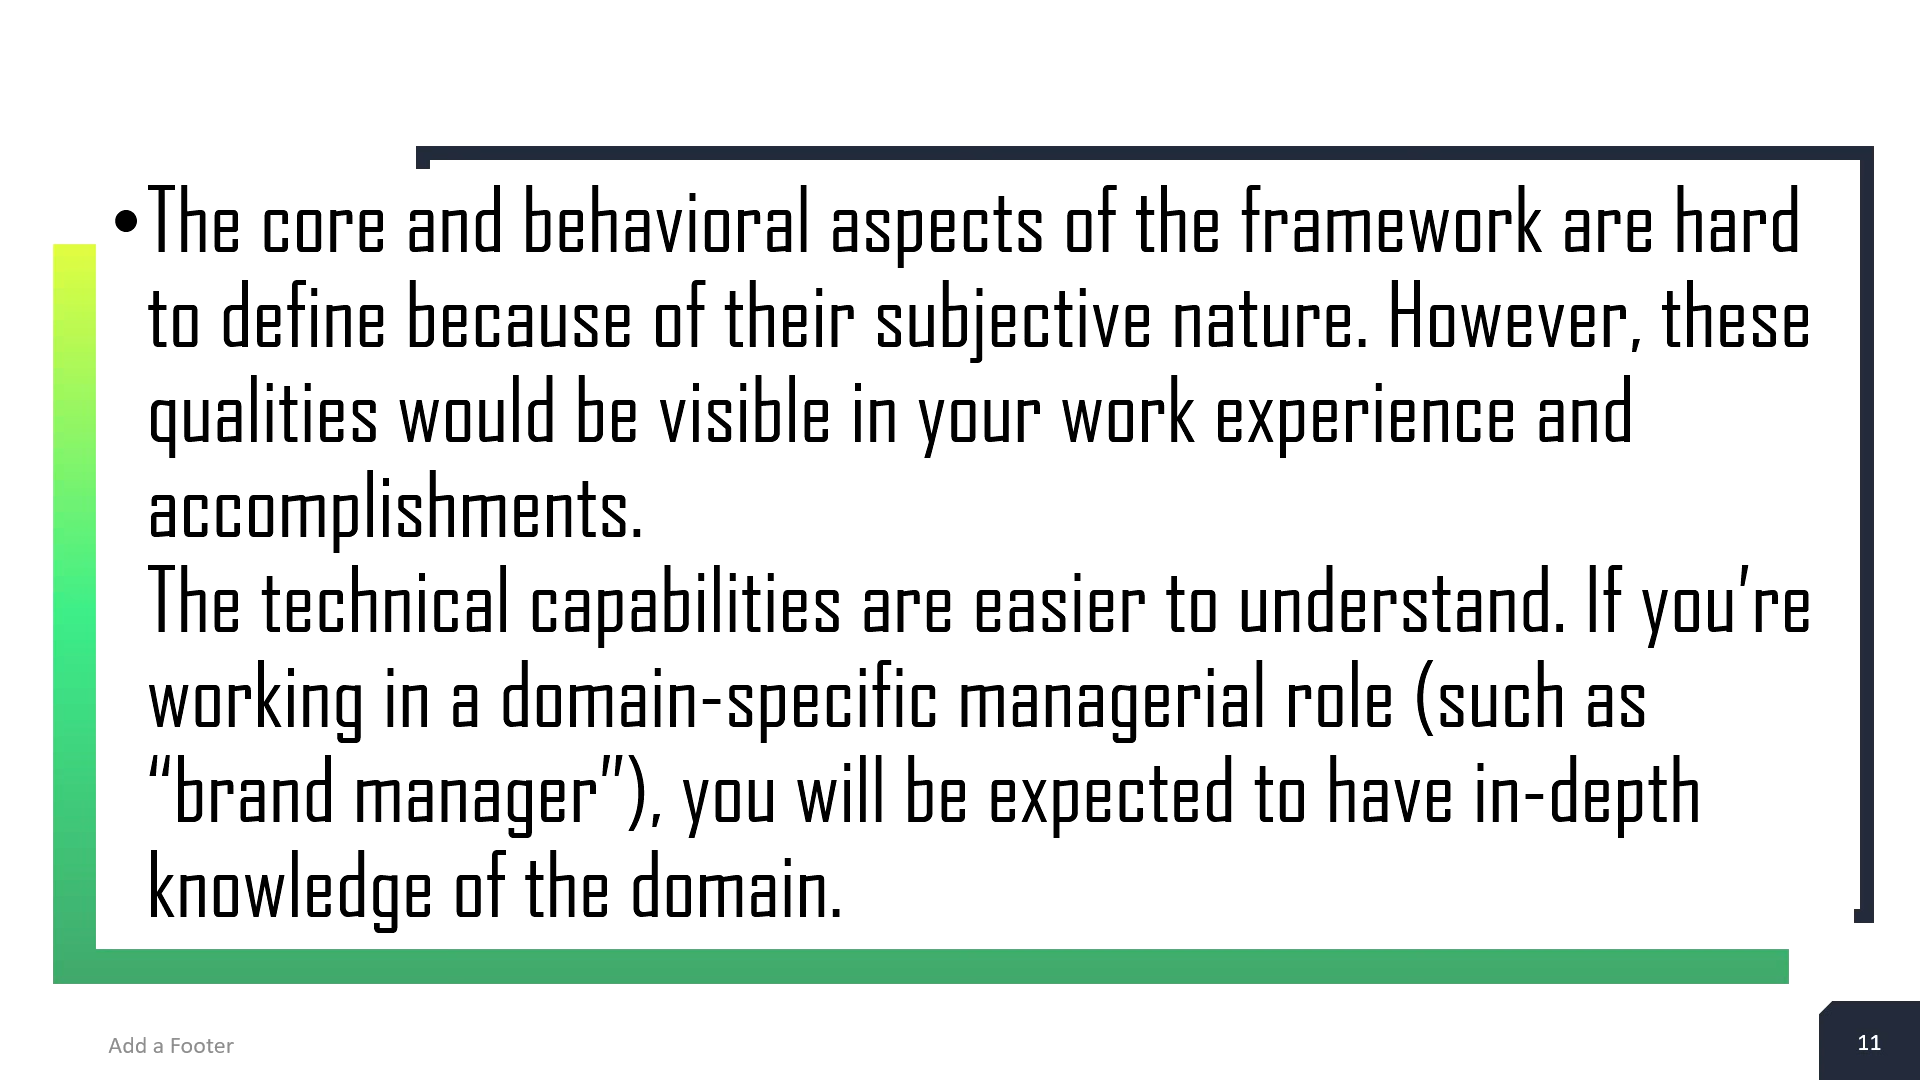 •The core and behavioral aspects of the framework are hard
to define because of their subjective nature. However, these
qualities would be visible in your work experience and
accomplishments.
The technical capabilities are easier to understand. If you’re
working in a domain-specific managerial role (such as
“brand manager”), you will be expected to have in-depth
knowledge of the domain.
Add a Footer
11